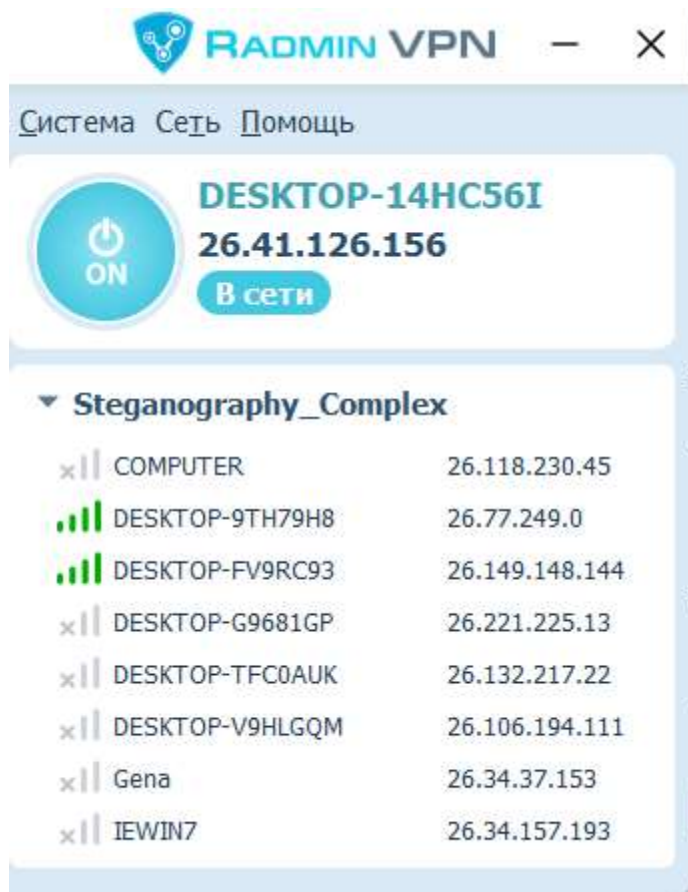 RADMIN VPN
Система Сеть Помощь
DESKTOP-14HC56I
ON
26.41.126.156
В сети
Steganography_Complex
COMPUTER 26.118.230.45
DESKTOP-9TH79H8 26.77.249.0
DESKTOP-FV9RC93 26.149.148.144
DESKTOP-G9681GP 26.221.225.13
DESKTOP-TFC0AUK 26.132.217.22
DESKTOP-V9HLGQM 26.106.194.111
Gena 26.34.37.153
IEWIN7 26.34.157.193